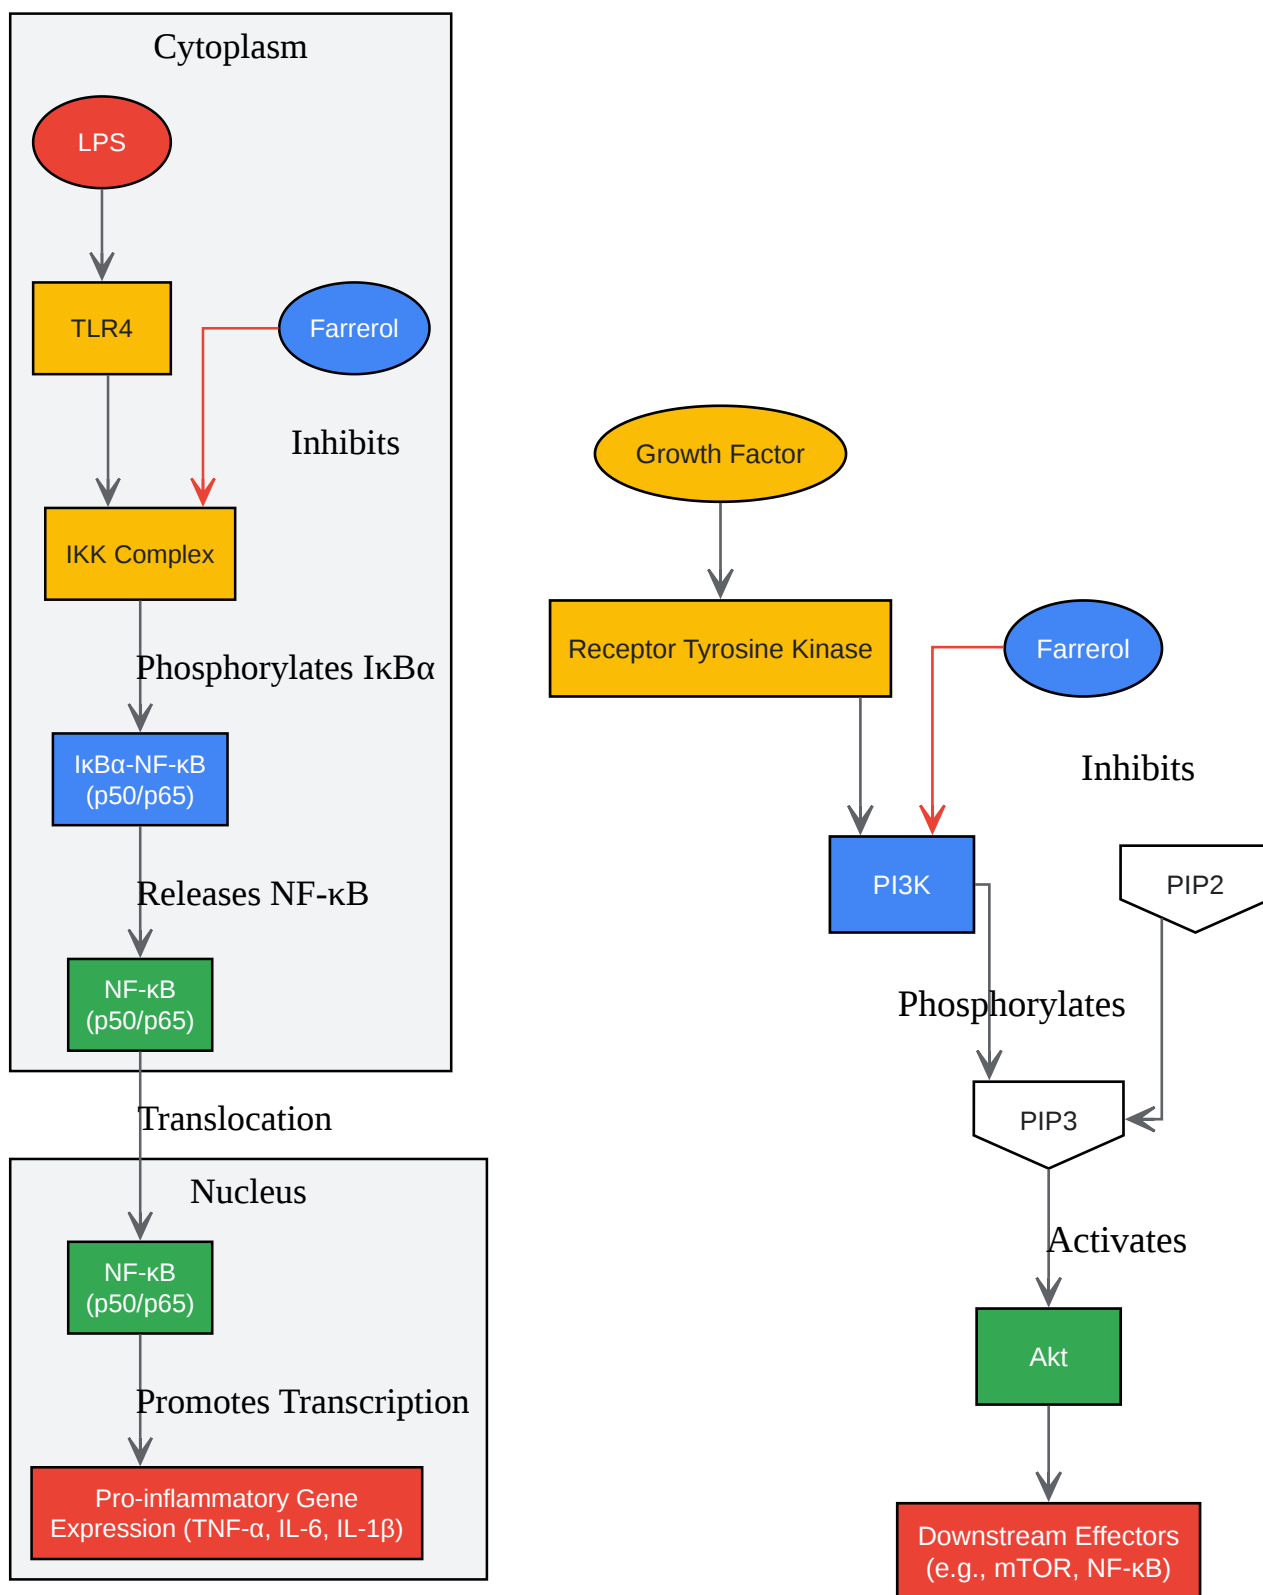 Cytoplasm
LPS
TLR4
Farrerol
Inhibits
IKK Complex
Phosphorylates IκBα
IκBα-NF-κB
(p50/p65)
Releases NF-κB
NF-κB
(p50/p65)
Translocation
Nucleus
NF-κB
(p50/p65)
Promotes Transcription
Pro-inflammatory Gene
Expression (TNF-α, IL-6, IL-1β)
Growth Factor
Receptor Tyrosine Kinase
Farrerol
Inhibits
PI3K
PIP2
Phosphorylates
PIP3
Activates
Akt
Downstream Effectors
(e.g., mTOR, NF-κB)